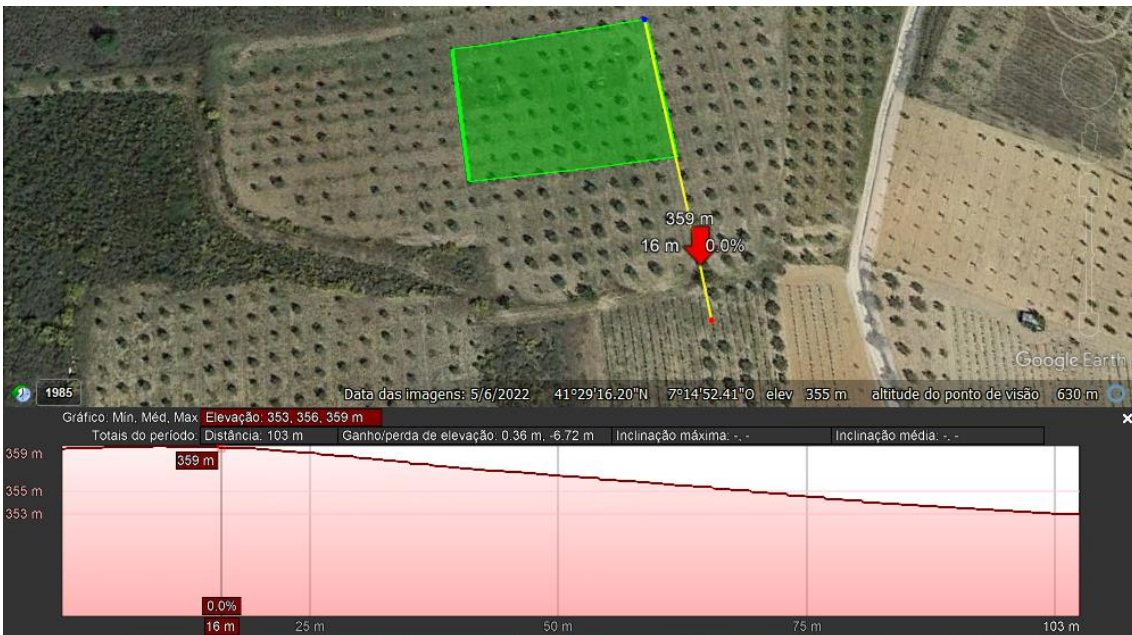 359 m
16 m 0.0%
Google Earth
1985 Data das imagens: 5/6/2022 41°29'16.20"N 7°14'52.41"O elev 355 m altitude do ponto de visão 630 m
Gráfico: Mín, Méd, Max Elevação: 353, 356, 359 m
Totais do período: Distância: 103 m Ganho/perda de elevação: 0.36 m, -6.72 m Inclinação máxima: -, - Inclinação média: -, -
359 m
359 m
355 m
353 m
0.0%
16 m 25 m 50 m 75 m 103 m